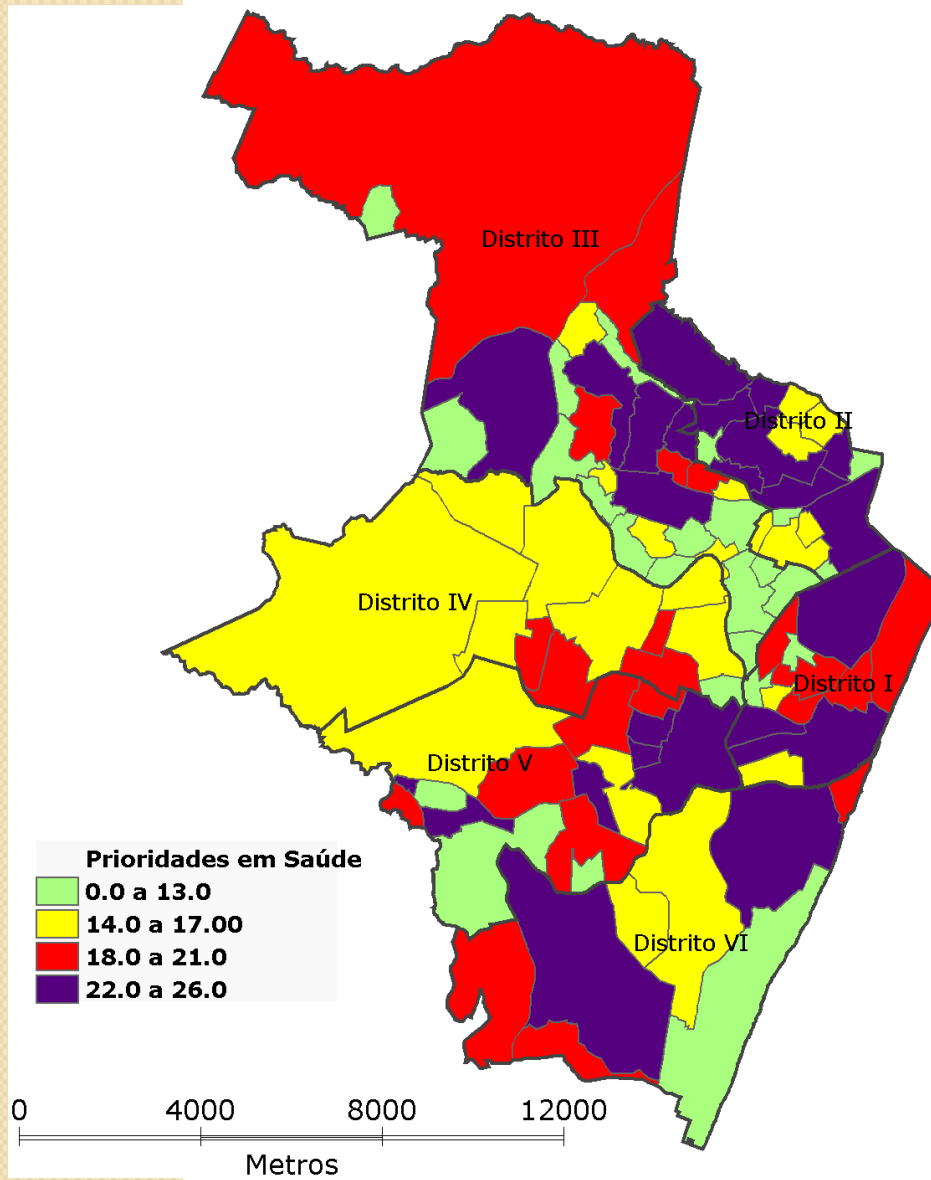 Distrito III
Distrito II
Distrito IV
Distrito I
Distrito V
Prioridades em Saúde
0.0 a 13.0
14.0 a 17.00
18.0 a 21.0
Distrito VI
22.0 a 26.0
0 4000 8000 12000
Metros